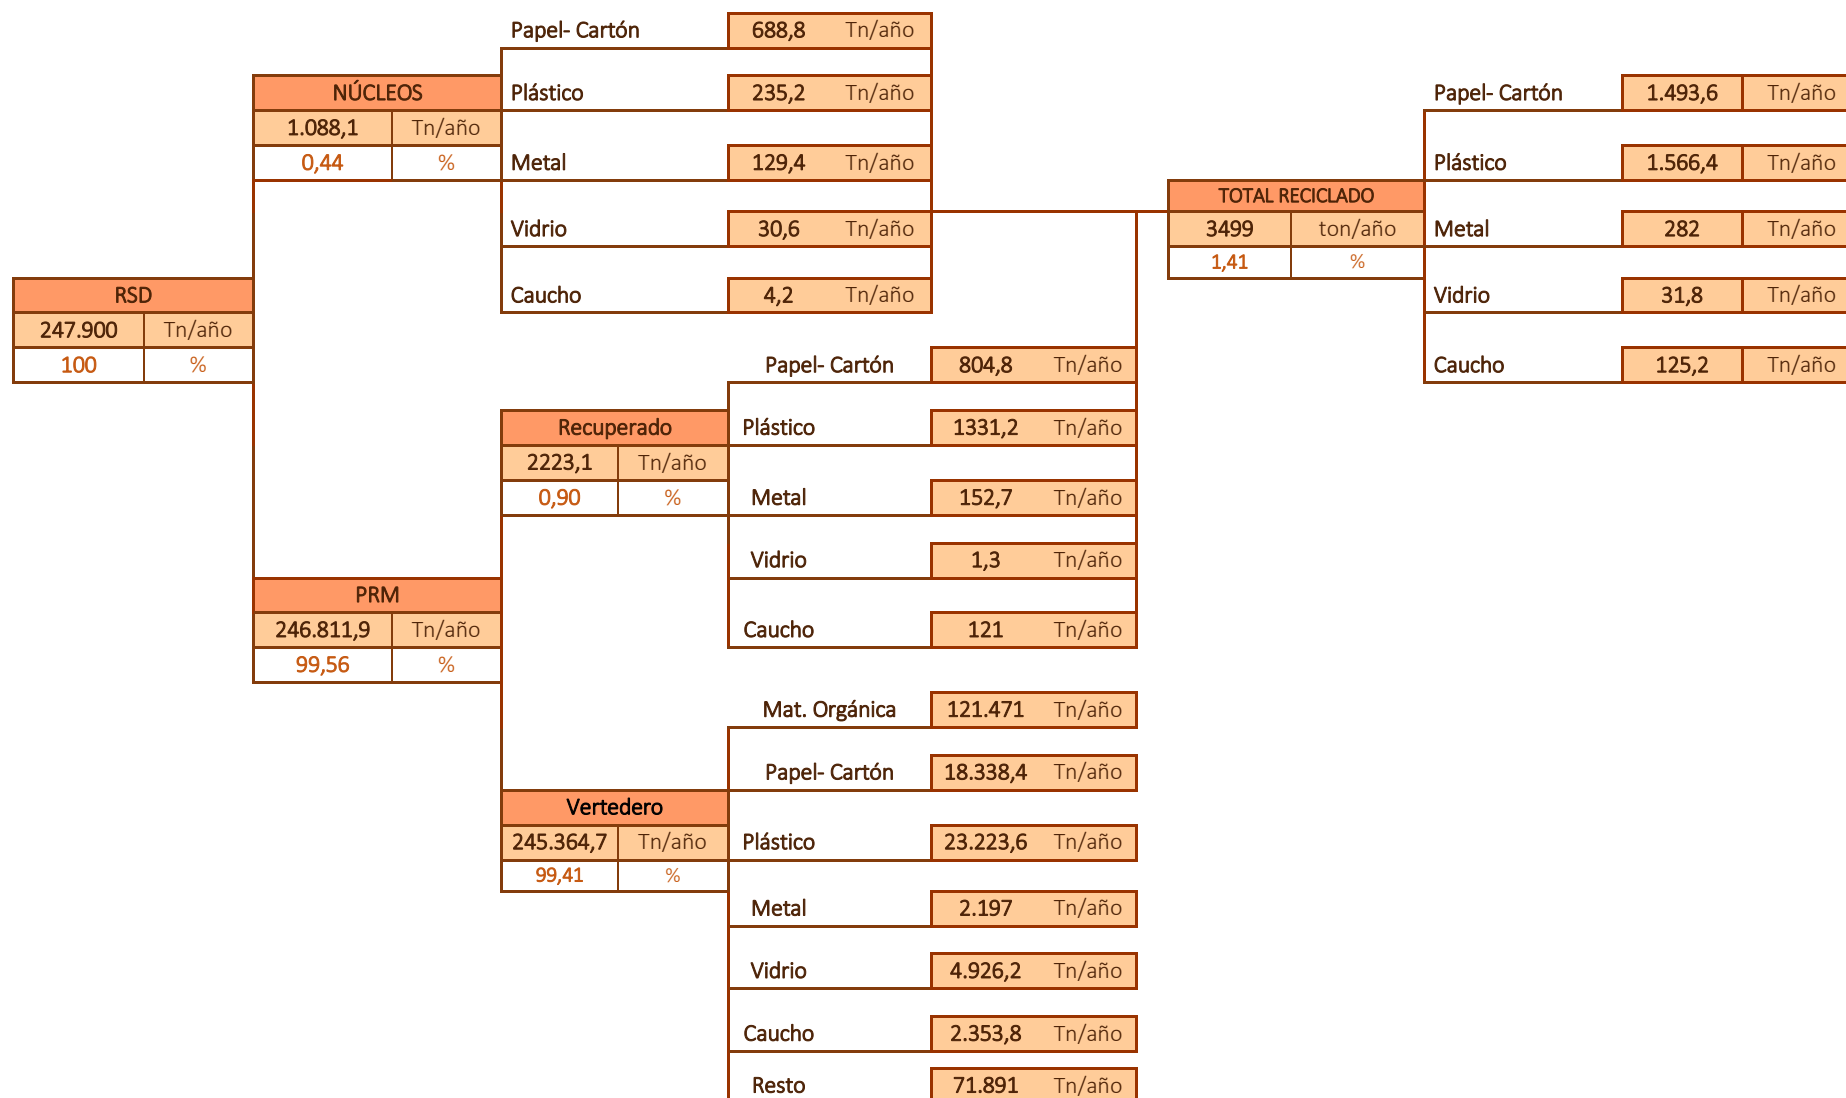 Papel- Cartón 688,8 Tn/año
NÚCLEOS Plástico 235,2 Tn/año Papel- Cartón 1.493,6 Tn/año
1.088,1 Tn/año
0,44 % Metal 129,4 Tn/año Plástico 1.566,4 Tn/año
TOTAL RECICLADO
Vidrio 30,6 Tn/año 3499 ton/año Metal 282 Tn/año
1,41 %
RSD Caucho 4,2 Tn/año Vidrio 31,8 Tn/año
247.900 Tn/año
100 % Papel- Cartón 804,8 Tn/año Caucho 125,2 Tn/año
Recuperado Plástico 1331,2 Tn/año
2223,1 Tn/año
0,90 % Metal 152,7 Tn/año
Vidrio 1,3 Tn/año
PRM
246.811,9 Tn/año Caucho 121 Tn/año
99,56 %
Mat. Orgánica 121.471 Tn/año
Papel- Cartón 18.338,4 Tn/año
Vertedero
245.364,7 Tn/año Plástico 23.223,6 Tn/año
99,41 %
Metal 2.197 Tn/año
Vidrio 4.926,2 Tn/año
Caucho 2.353,8 Tn/año
Resto 71.891 Tn/año